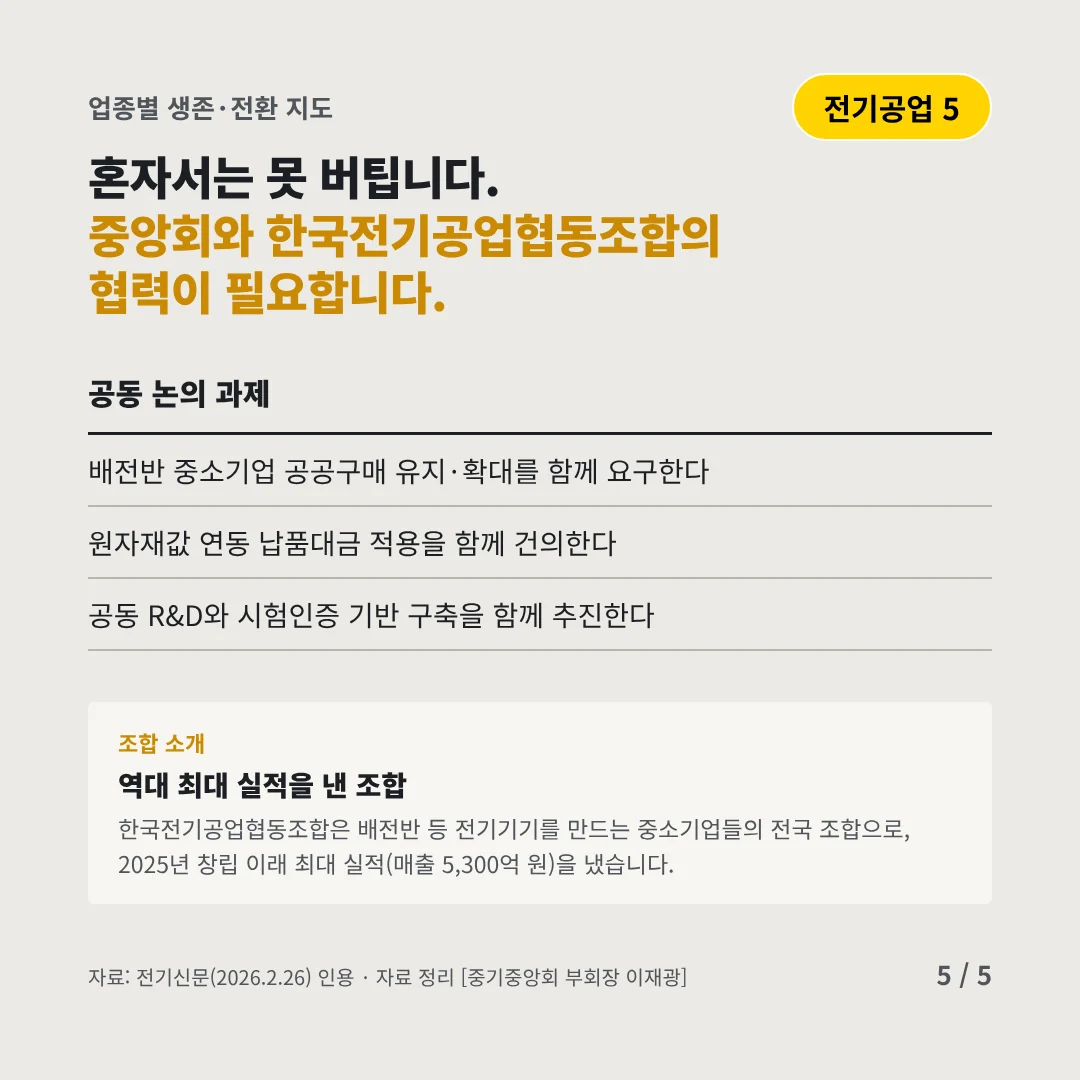 업종별 생존·전환 지도
전기공업 5
혼자서는 못 버팁니다.
중앙회와 한국전기공업협동조합의
협력이 필요합니다.
공동 논의 과제
배전반 중소기업 공공구매 유지·확대를 함께 요구한다
원자재값 연동 납품대금 적용을 함께 건의한다
공동 R&D와 시험인증 기반 구축을 함께 추진한다
조합 소개
역대 최대 실적을 낸 조합
한국전기공업협동조합은 배전반 등 전기기기를 만드는 중소기업들의 전국 조합으로,
2025년 창립 이래 최대 실적(매출 5,300억 원)을 냈습니다.
자료: 전기신문(2026.2.26) 인용 · 자료 정리 [중기중앙회 부회장 이재광]
5 / 5